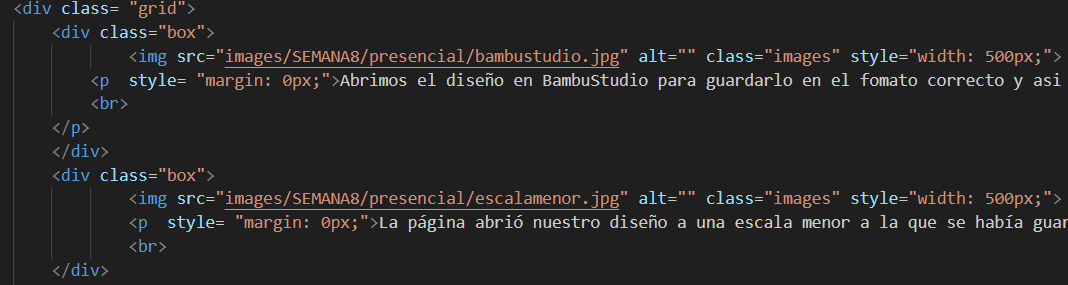 <div class= "grid">
<div class="box">
<img src="images/SEMANA8/presencial/bambustudio.jpg" alt="" class="images" style="width: 500px;">
<p  style= "margin: 0px;">Abrimos el diseño en BambuStudio para guardarlo en el fomato correcto y asi
<br>
</p>
</div>
<div class="box">
<img src="images/SEMANA8/presencial/escalamenor.jpg" alt="" class="images" style="width: 500px;">
<p  style= "margin: 0px;">La página abrió nuestro diseño a una escala menor a la que se había
<br>
</div>